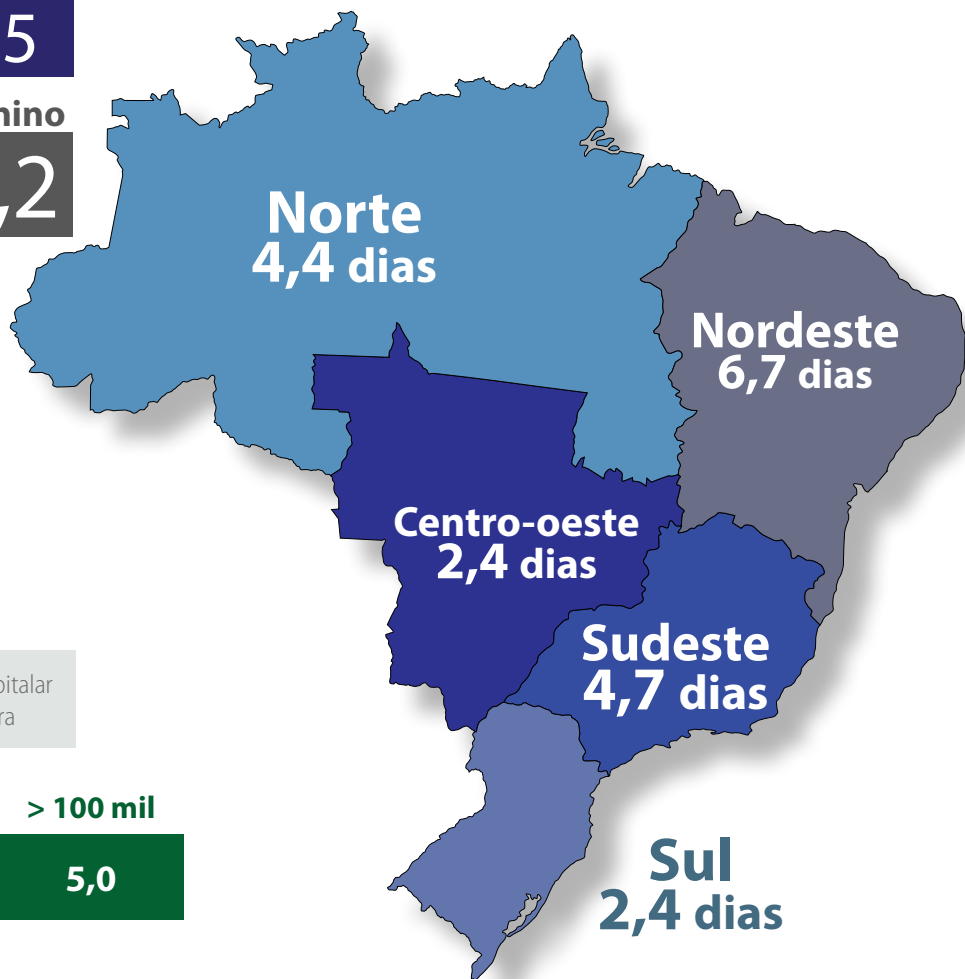 5
nino
,2
Norte
4,4 dias
Nordeste
6,7 dias
Centro-oeste
2,4 dias
Sudeste
4,7 dias
pitalar
ra
> 100 mil
5,0
Sul
2,4 dias